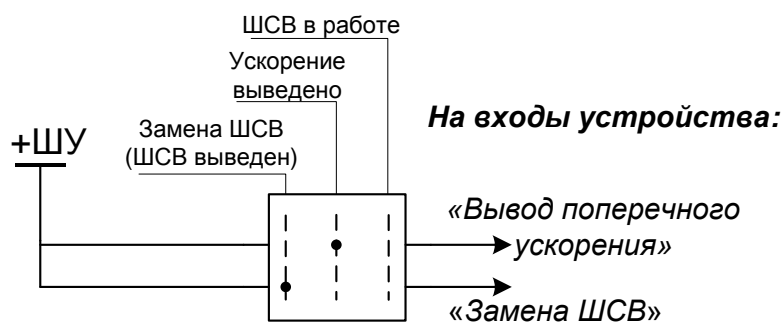 ШСВ в работе
Ускорение
выведено
На входы устройства:
Замена ШСВ
(ШСВ выведен)
+ШУ
«Вывод поперечного
ускорения»
«Замена ШСВ»